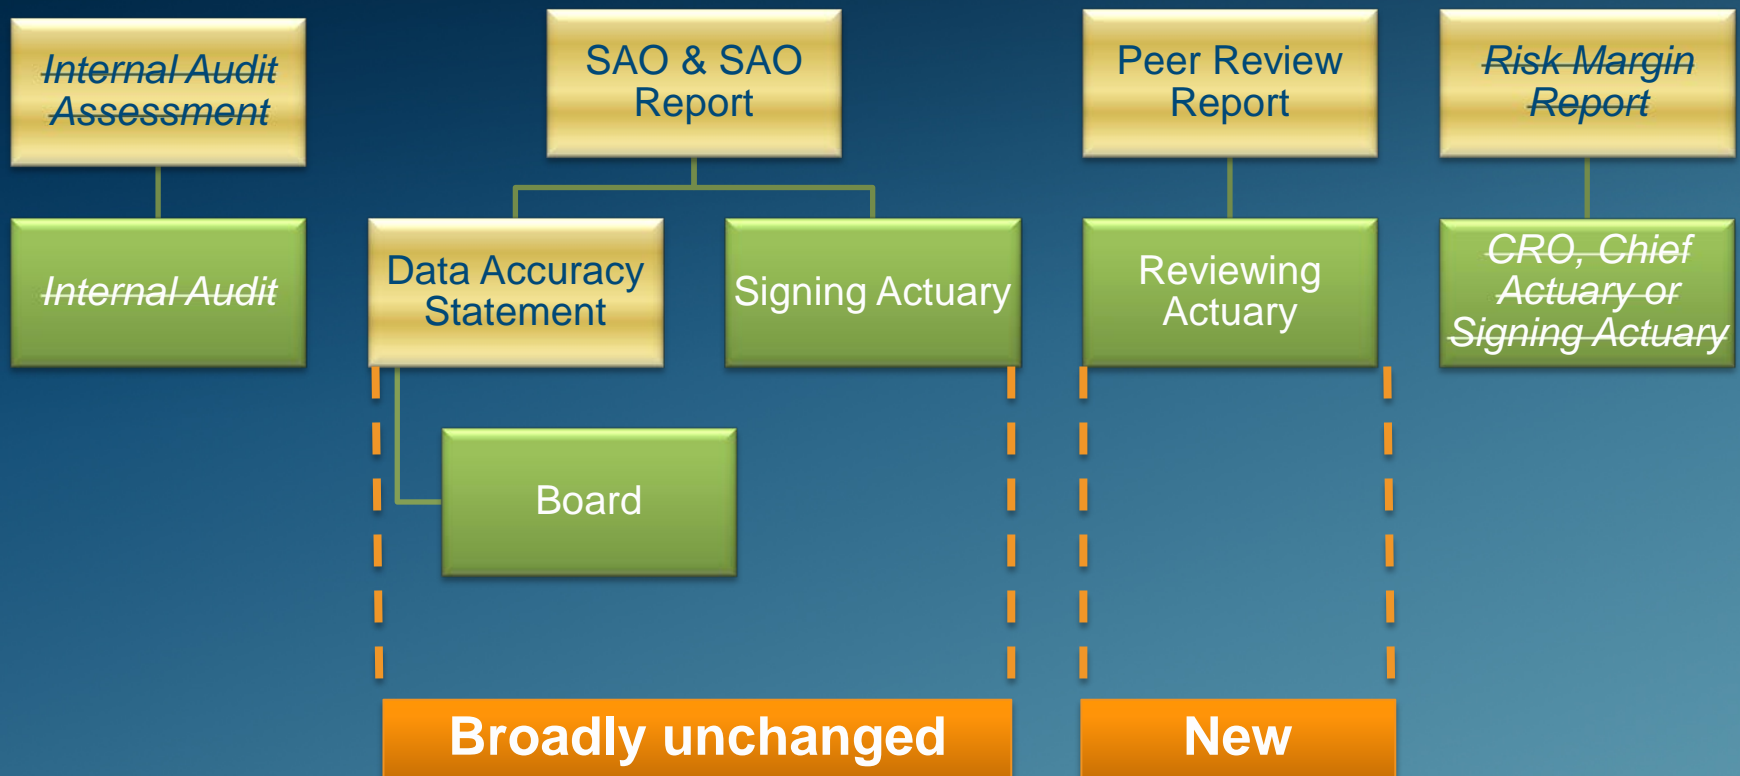 Internal Audit
Assessment
SAO & SAO
Report
Peer Review
Report
Risk Margin
Report
Internal Audit
Data Accuracy
Statement
Signing Actuary
Reviewing
Actuary
CRO, Chief
Actuary or
Signing Actuary
Board
Broadly unchanged
New